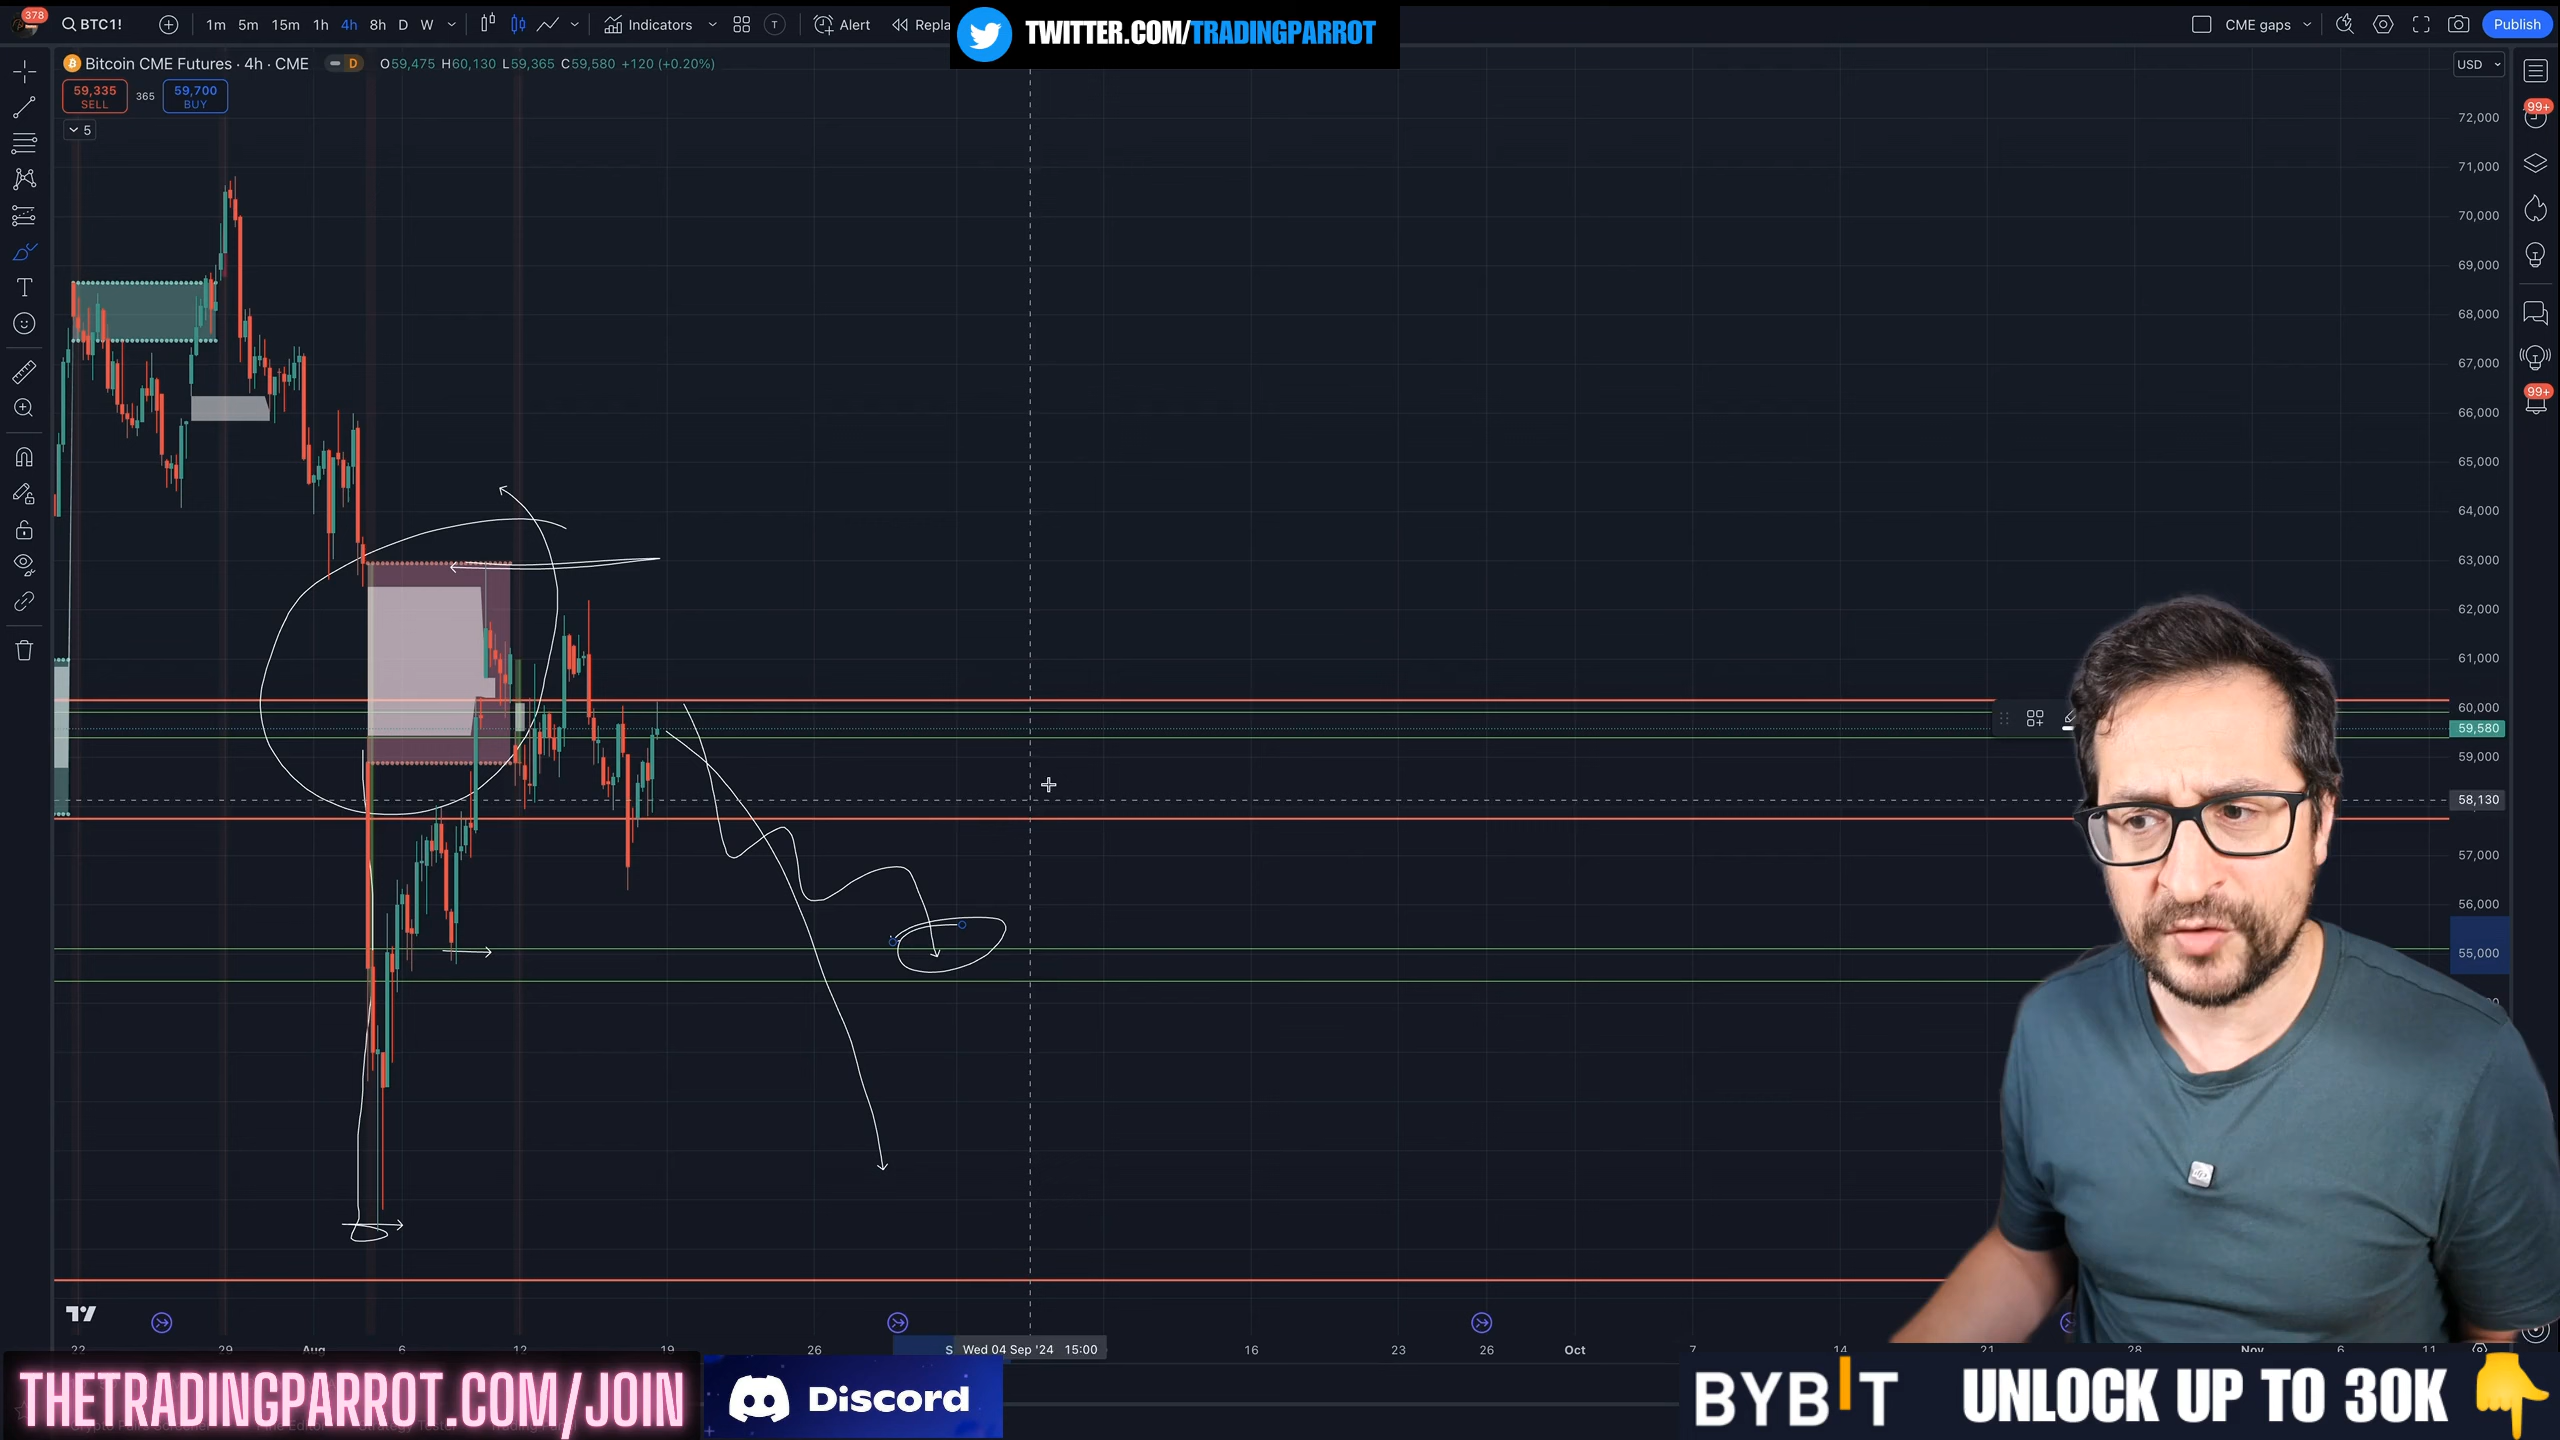 378
BTC1!
1m 5m 15m 1h 4h 8h D W
Indicators
Alert
Repla
TWITTER.COM/TRADINGPARROT
CME gaps
Publish
Bitcoin CME Futures · 4h · CME
D
O59,475 H60,130 L59,365 C59,580 +120 (+0.20%)
USD
59,335
SELL
365
59,700
BUY
5
99+
99+
72,000
71,000
70,000
69,000
68,000
67,000
66,000
65,000
64,000
63,000
62,000
61,000
60,000
59,580
59,000
58,130
57,000
56,000
55,000
22 29 Aug 6 12 19 26 S Wed 04 Sep '24 15:00 16 23 26 Oct 7 14 21 28 Nov 6 11
THETRADINGPARROT.COM/JOIN
Discord
BYBIT UNLOCK UP TO 30K